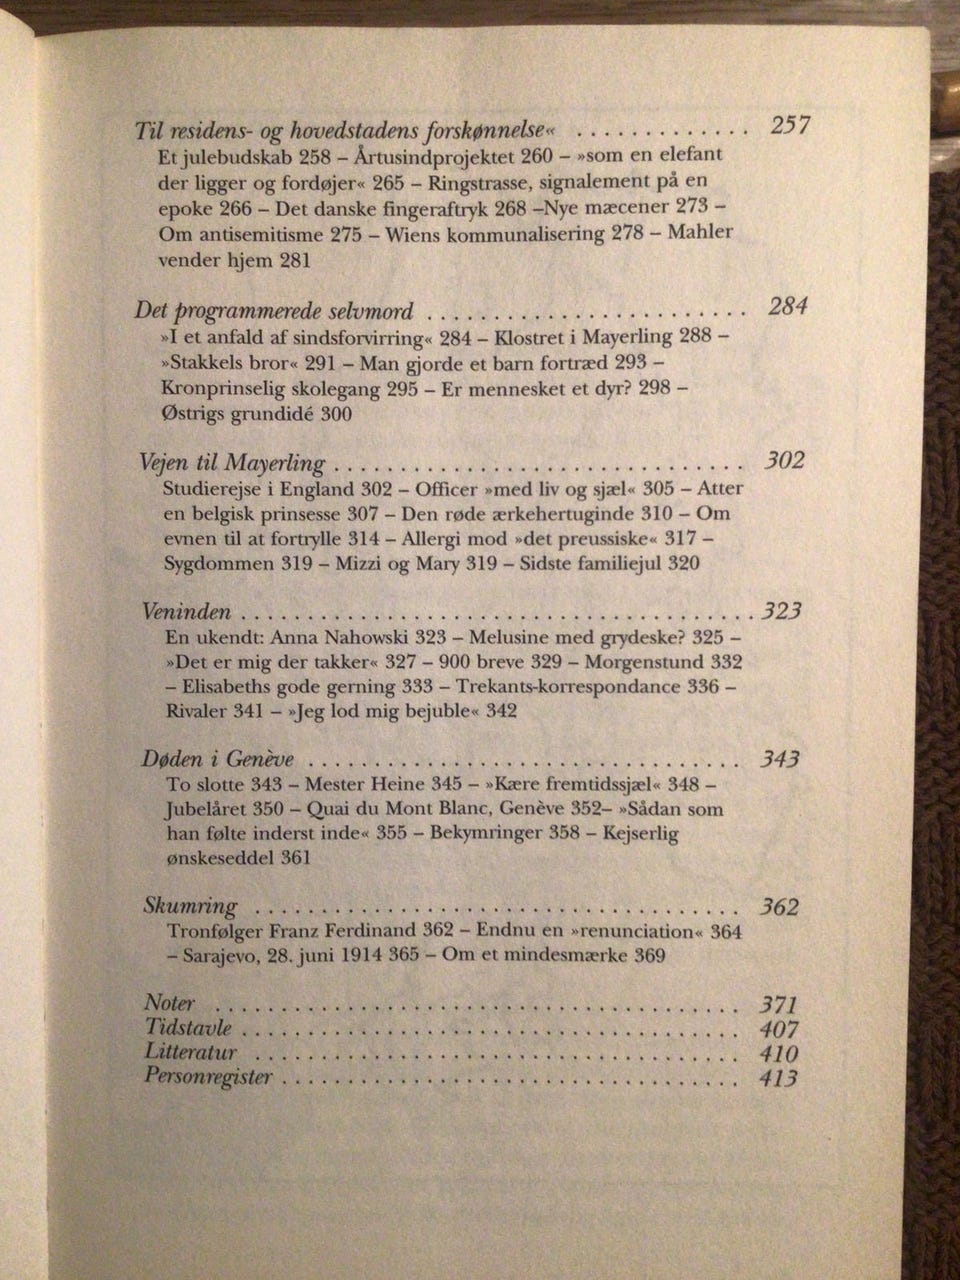 Til residens- og hovedstadens forskønnelse« . . . . . . . . . . . . . 257
Et julebudskab 258 – Årtusindprojektet 260 – »som en elefant
der ligger og fordøjer« 265 – Ringstrasse, signalement på en
epoke 266 – Det danske fingeraftryk 268 –Nye mæcener 273 –
Om antisemitisme 275 – Wiens kommunalisering 278 – Mahler
vender hjem 281
Det programmerede selvmord . . . . . . . . . . . . . . . . . . . . . . . . 284
»I et anfald af sindsforvirring« 284 – Klostret i Mayerling 288 –
»Stakkels bror« 291 – Man gjorde et barn fortræd 293 –
Kronprinselig skolegang 295 – Er mennesket et dyr? 298 –
Østrigs grundidé 300
Vejen til Mayerling . . . . . . . . . . . . . . . . . . . . . . . . . . . . . . . 302
Studierejse i England 302 – Officer »med liv og sjæl« 305 – Atter
en belgisk prinsesse 307 – Den røde ærkehertuginde 310 – Om
evnen til at fortrylle 314 – Allergi mod »det preussiske« 317 –
Sygdommen 319 – Mizzi og Mary 319 – Sidste familiejul 320
Veninden . . . . . . . . . . . . . . . . . . . . . . . . . . . . . . . . . . . . . . . 323
En ukendt: Anna Nahowski 323 – Melusine med grydeske? 325 –
»Det er mig der takker« 327 – 900 breve 329 – Morgenstund 332
– Elisabeths gode gerning 333 – Trekants-korrespondance 336 –
Rivaler 341 – »Jeg lod mig bejuble« 342
Døden i Genève . . . . . . . . . . . . . . . . . . . . . . . . . . . . . . . . . 343
To slotte 343 – Mester Heine 345 – »Kære fremtidssjæl« 348 –
Jubelåret 350 – Quai du Mont Blanc, Genève 352– »Sådan som
han følte inderst inde« 355 – Bekymringer 358 – Kejserlig
ønskeseddel 361
Skumring . . . . . . . . . . . . . . . . . . . . . . . . . . . . . . . . . . . . . 362
Tronfølger Franz Ferdinand 362 – Endnu en »renunciation« 364
– Sarajevo, 28. juni 1914 365 – Om et mindesmærke 369
Noter . . . . . . . . . . . . . . . . . . . . . . . . . . . . . . . . . . . . . . . . 371
Tidstavle . . . . . . . . . . . . . . . . . . . . . . . . . . . . . . . . . . . . . . 407
Litteratur . . . . . . . . . . . . . . . . . . . . . . . . . . . . . . . . . . . . . 410
Personregister . . . . . . . . . . . . . . . . . . . . . . . . . . . . . . . . . . . 413